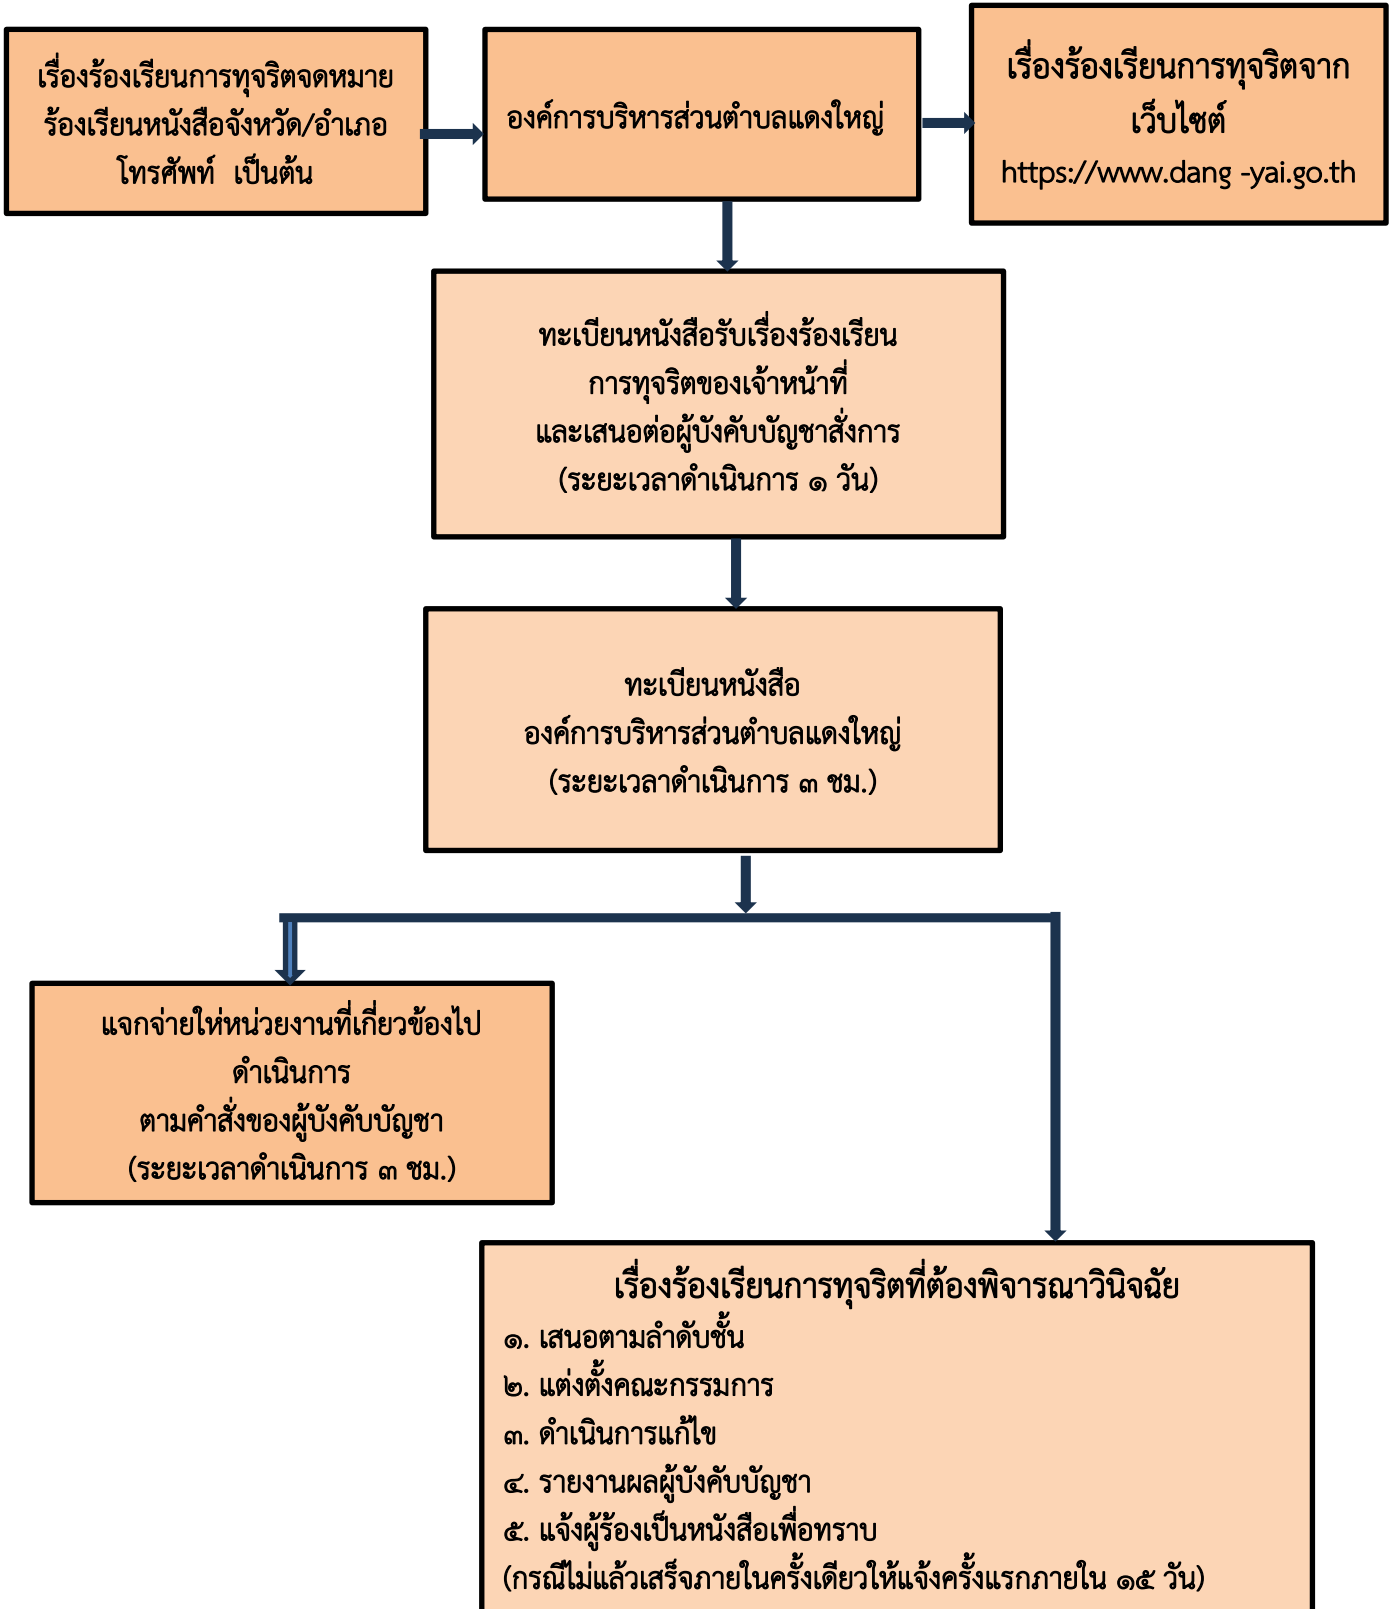 เรื่องร้องเรียนการทุจริตจดหมาย
ร้องเรียนหนังสือจังหวัด/อำเภอ
โทรศัพท์ เป็นต้น
องค์การบริหารส่วนตำบลแดงใหญ่
เรื่องร้องเรียนการทุจริตจาก
เว็บไซต์
https://www.dang -yai.go.th
ทะเบียนหนังสือรับเรื่องร้องเรียน
การทุจริตของเจ้าหน้าที่
และเสนอต่อผู้บังคับบัญชาสั่งการ
(ระยะเวลาดำเนินการ ๑ วัน)
ทะเบียนหนังสือ
องค์การบริหารส่วนตำบลแดงใหญ่
(ระยะเวลาดำเนินการ ๓ ชม.)
แจกจ่ายให่หน่วยงานที่เกี่ยวข้องไป
ดำเนินการ
ตามคำสั่งของผู้บังคับบัญชา
(ระยะเวลาดำเนินการ ๓ ชม.)
เรื่องร้องเรียนการทุจริตที่ต้องพิจารณาวินิจฉัย
๑. เสนอตามลำดับชั้น
๒. แต่งตั้งคณะกรรมการ
๓. ดำเนินการแก้ไข
๔. รายงานผลผู้บังคับบัญชา
๕. แจ้งผู้ร้องเป็นหนังสือเพื่อทราบ
(กรณีไม่แล้วเสร็จภายในครั้งเดียวให้แจ้งครั้งแรกภายใน ๑๕ วัน)